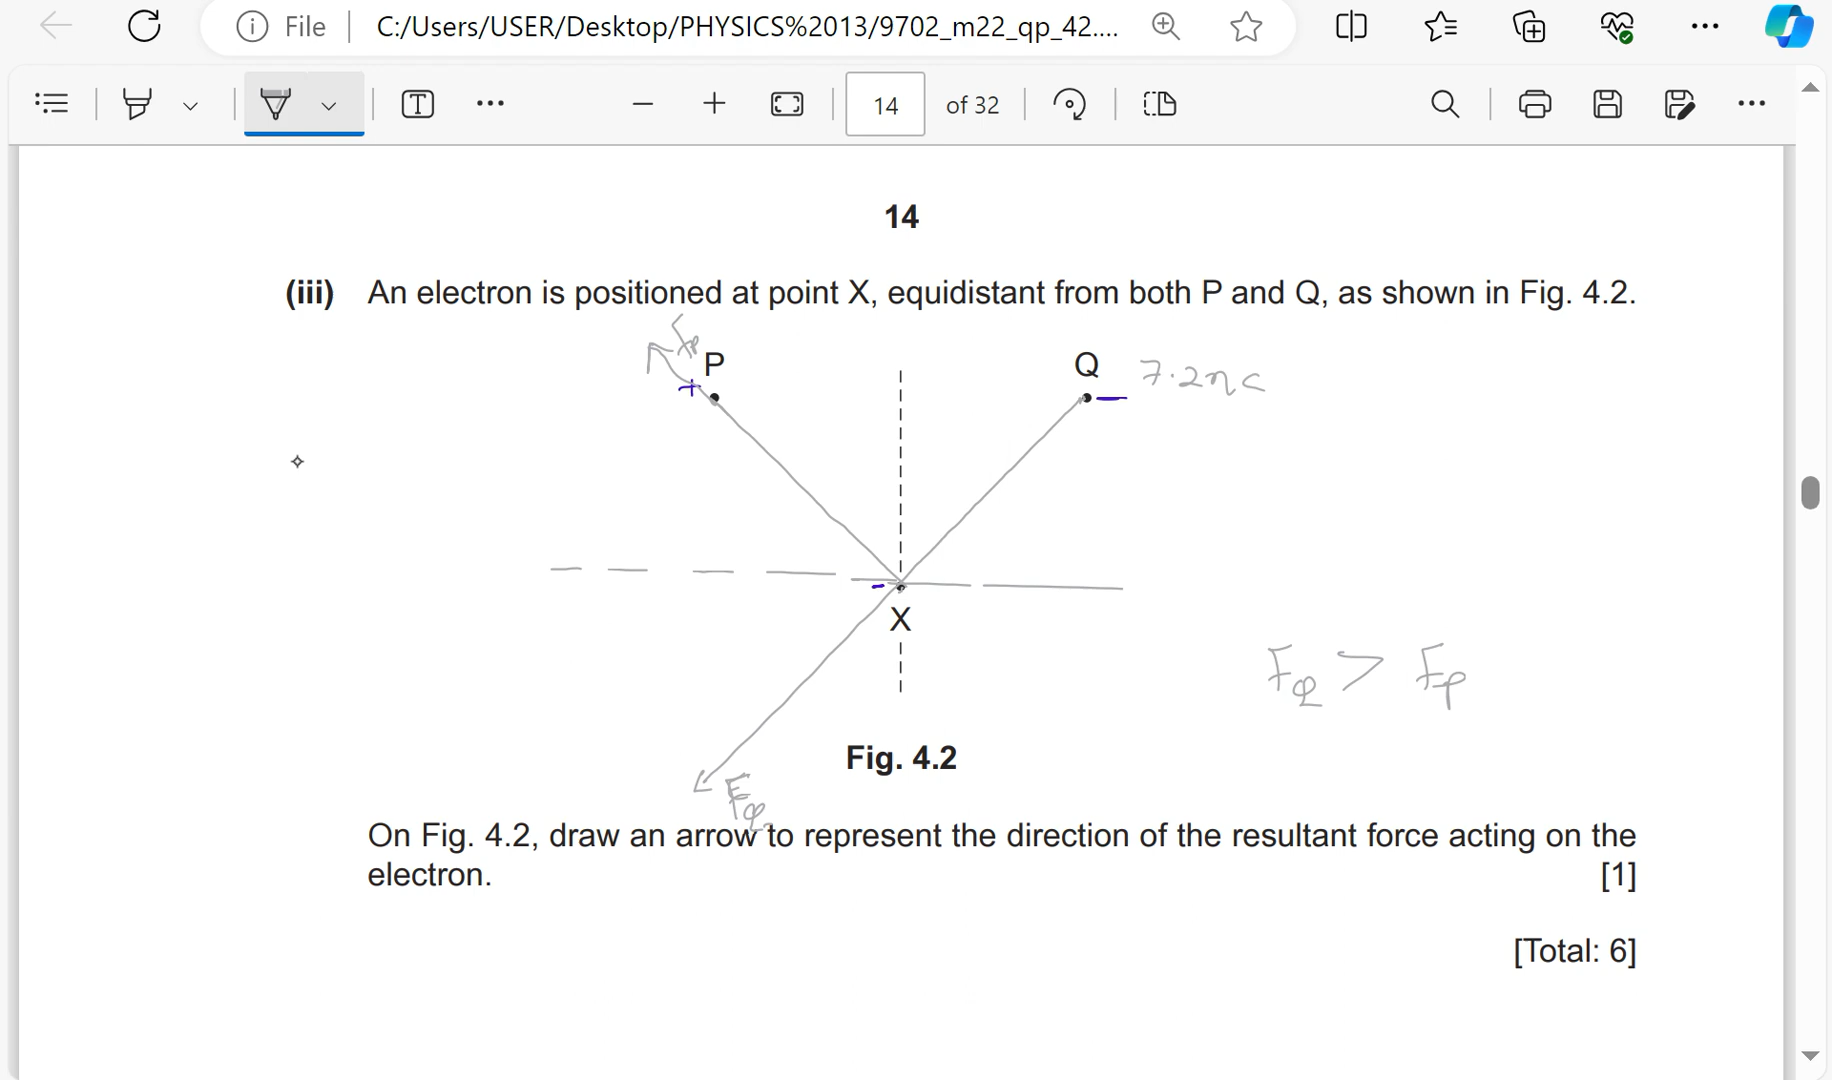 File C:/Users/USER/Desktop/PHYSICS%2013/9702_m22_qp_42....
14 of 32
14
(iii) An electron is positioned at point X, equidistant from both P and Q, as shown in Fig. 4.2.
Fp
P Q 7.2nc
+ −
- X
FQ > Fp
Fig. 4.2
FQ
On Fig. 4.2, draw an arrow to represent the direction of the resultant force acting on the
electron. [1]
[Total: 6]